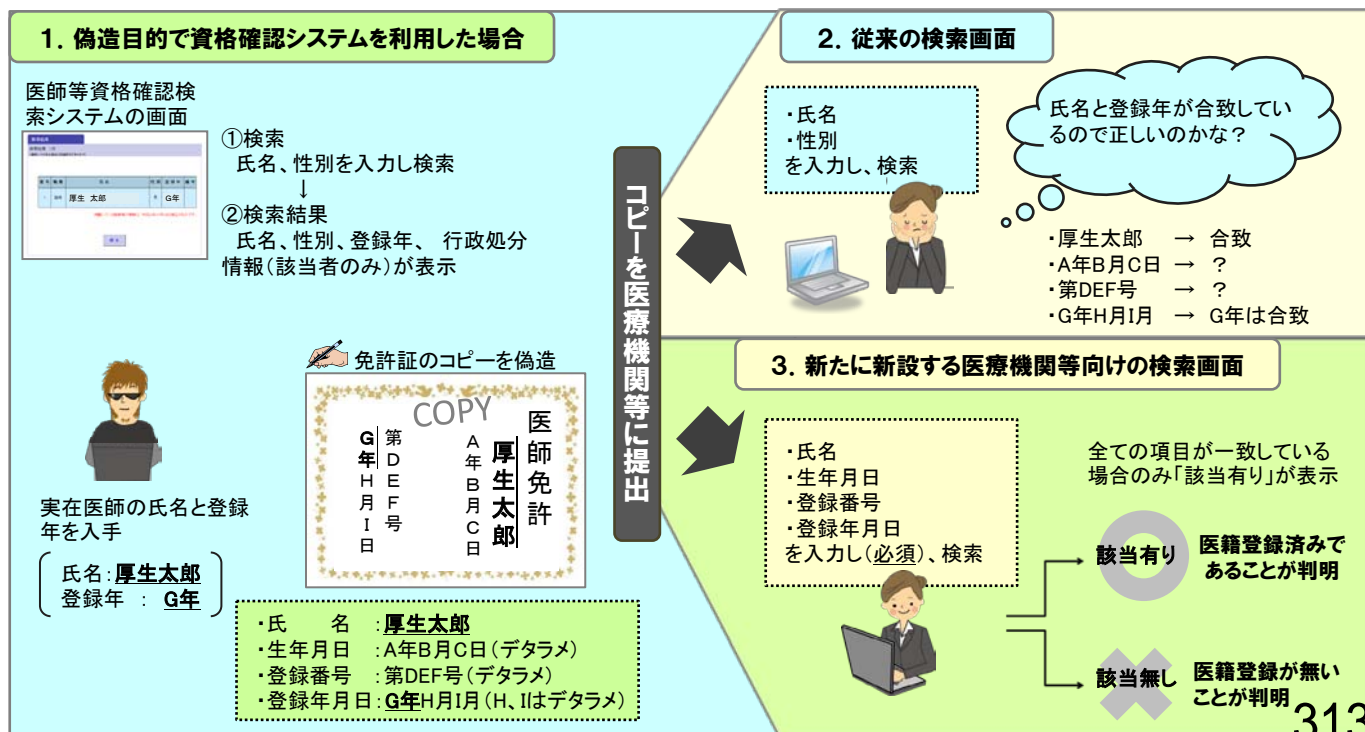 1．偽造目的で資格確認システムを利用した場合
医師等資格確認検
索システムの画面
厚生 太郎
G年
①検索
氏名、性別を入力し検索
↓
②検索結果
氏名、性別、登録年、 行政処分
情報（該当者のみ）が表示
実在医師の氏名と登録
年を入手
氏名：厚生太郎
登録年 ： G年
免許証のコピーを偽造
COPY
医師免許
厚生太郎
A年B月C日
第DEF号
G年H月I日
・氏 名 ：厚生太郎
・生年月日 ：A年B月C日（デタラメ）
・登録番号 ：第DEF号（デタラメ）
・登録年月日：G年H月I月（H、Iはデタラメ）
コピーを医療機関等に提出
2．従来の検索画面
・氏名
・性別
を入力し、検索
氏名と登録年が合致してい
るので正しいのかな？
・厚生太郎 → 合致
・A年B月C日 → ？
・第DEF号 → ？
・G年H月I月 → G年は合致
3．新たに新設する医療機関等向けの検索画面
・氏名
・生年月日
・登録番号
・登録年月日
を入力し（必須）、検索
全ての項目が一致している
場合のみ「該当有り」が表示
該当有り
医籍登録済みで
あることが判明
該当無し
医籍登録が無い
ことが判明
313